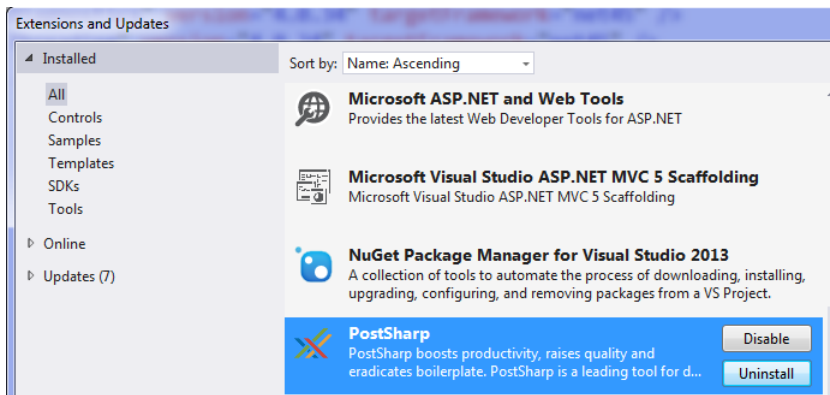 Extensions and Updates
Installed
All
Controls
Samples
Templates
SDKs
Tools
Online
Updates (7)
Sort by: Name: Ascending
Microsoft ASP.NET and Web Tools
Provides the latest Web Developer Tools for ASP.NET
Microsoft Visual Studio ASP.NET MVC 5 Scaffolding
Microsoft Visual Studio ASP.NET MVC 5 Scaffolding
NuGet Package Manager for Visual Studio 2013
A collection of tools to automate the process of downloading, installing,
upgrading, configuring, and removing packages from a VS Project.
PostSharp
PostSharp boosts productivity, raises quality and
eradicates boilerplate. PostSharp is a leading tool for d...
Disable
Uninstall